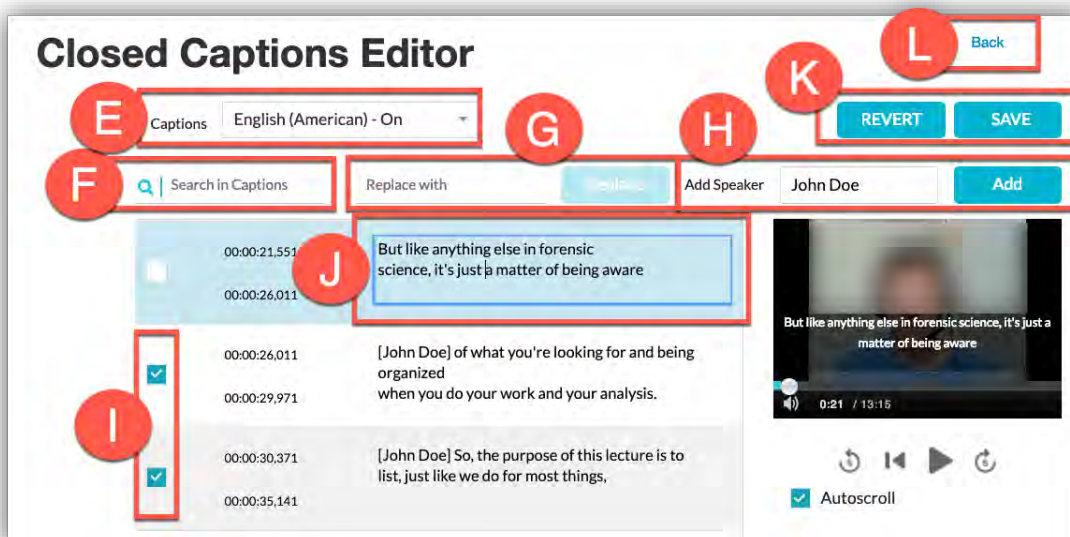 Closed Captions Editor
L
Back
K
E
Captions
English (American) - On
G
H
REVERT
SAVE
F
Search in Captions
Replace with
Replace
Add Speaker
John Doe
Add
J
00:00:21,551
00:00:26,011
But like anything else in forensic
science, it's just a matter of being aware
But like anything else in forensic science, it's just a
matter of being aware
0:21 / 13:15
I
00:00:26,011
00:00:29,971
[John Doe] of what you're looking for and being
organized
when you do your work and your analysis.
00:00:30,371
00:00:35,141
[John Doe] So, the purpose of this lecture is to
list, just like we do for most things,
5
5
Autoscroll